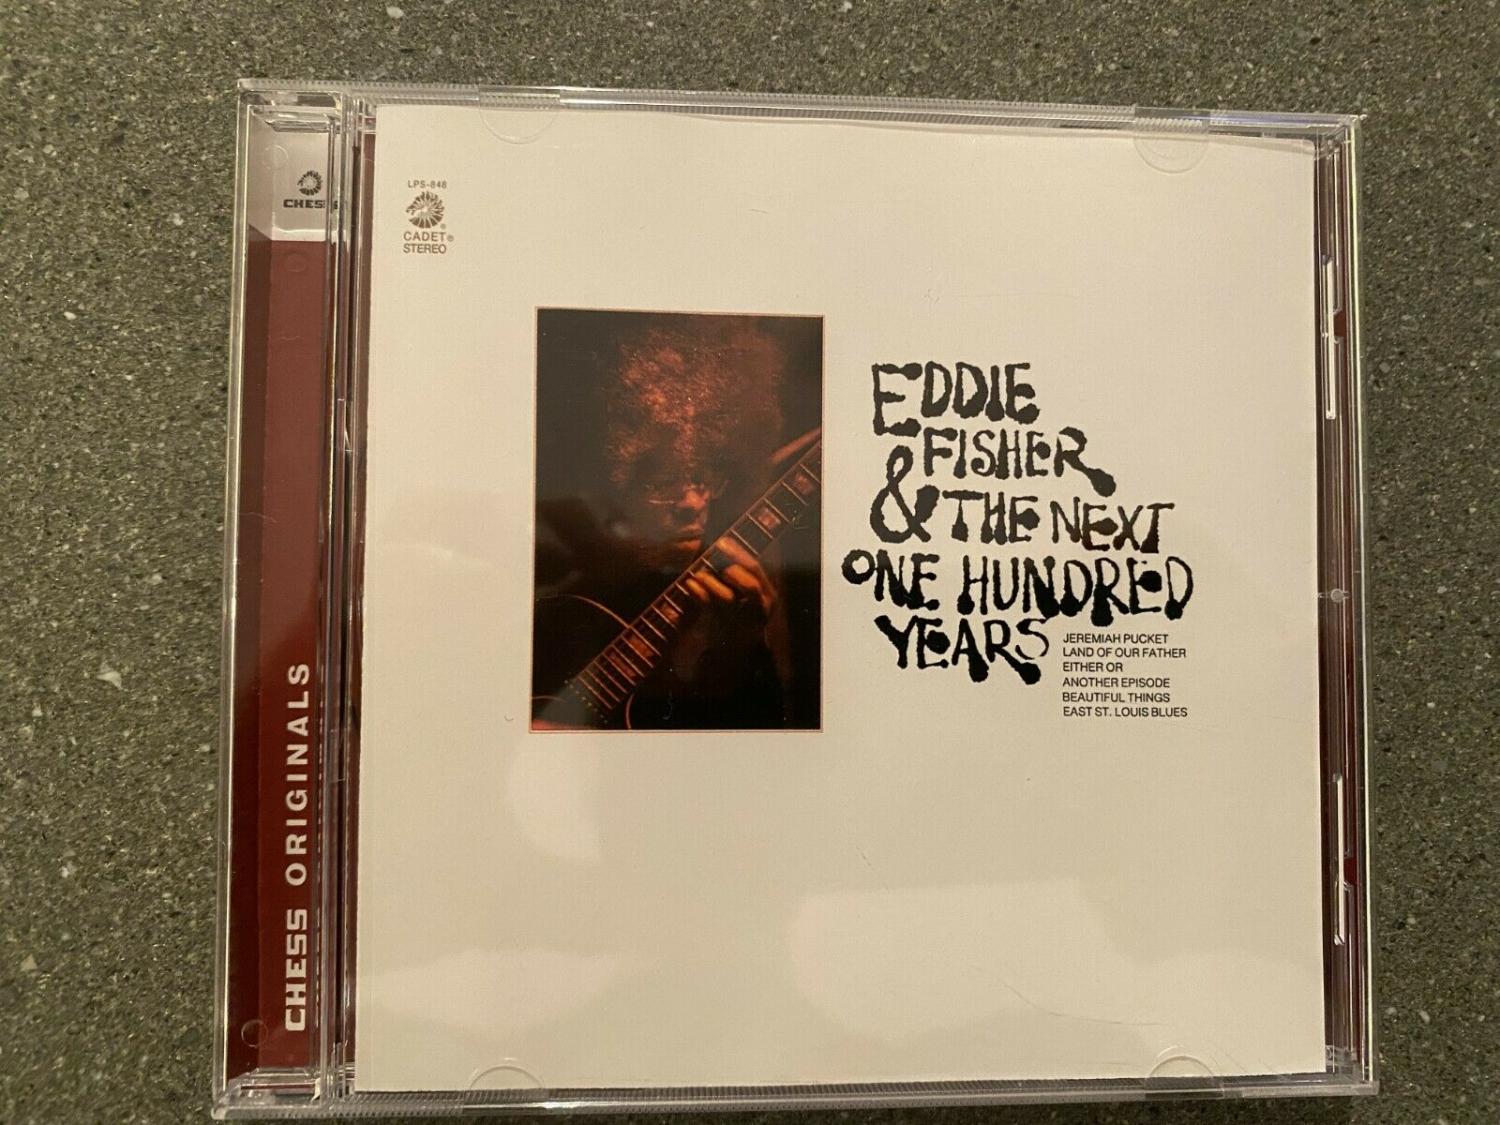 CHESS
CHESS ORIGINALS
LPS-848
CADET®
STEREO
EDDIE
FISHER
& THE NEXT
ONE HUNDRED
YEARS
JEREMIAH PUCKET
LAND OF OUR FATHER
EITHER OR
ANOTHER EPISODE
BEAUTIFUL THINGS
EAST ST. LOUIS BLUES